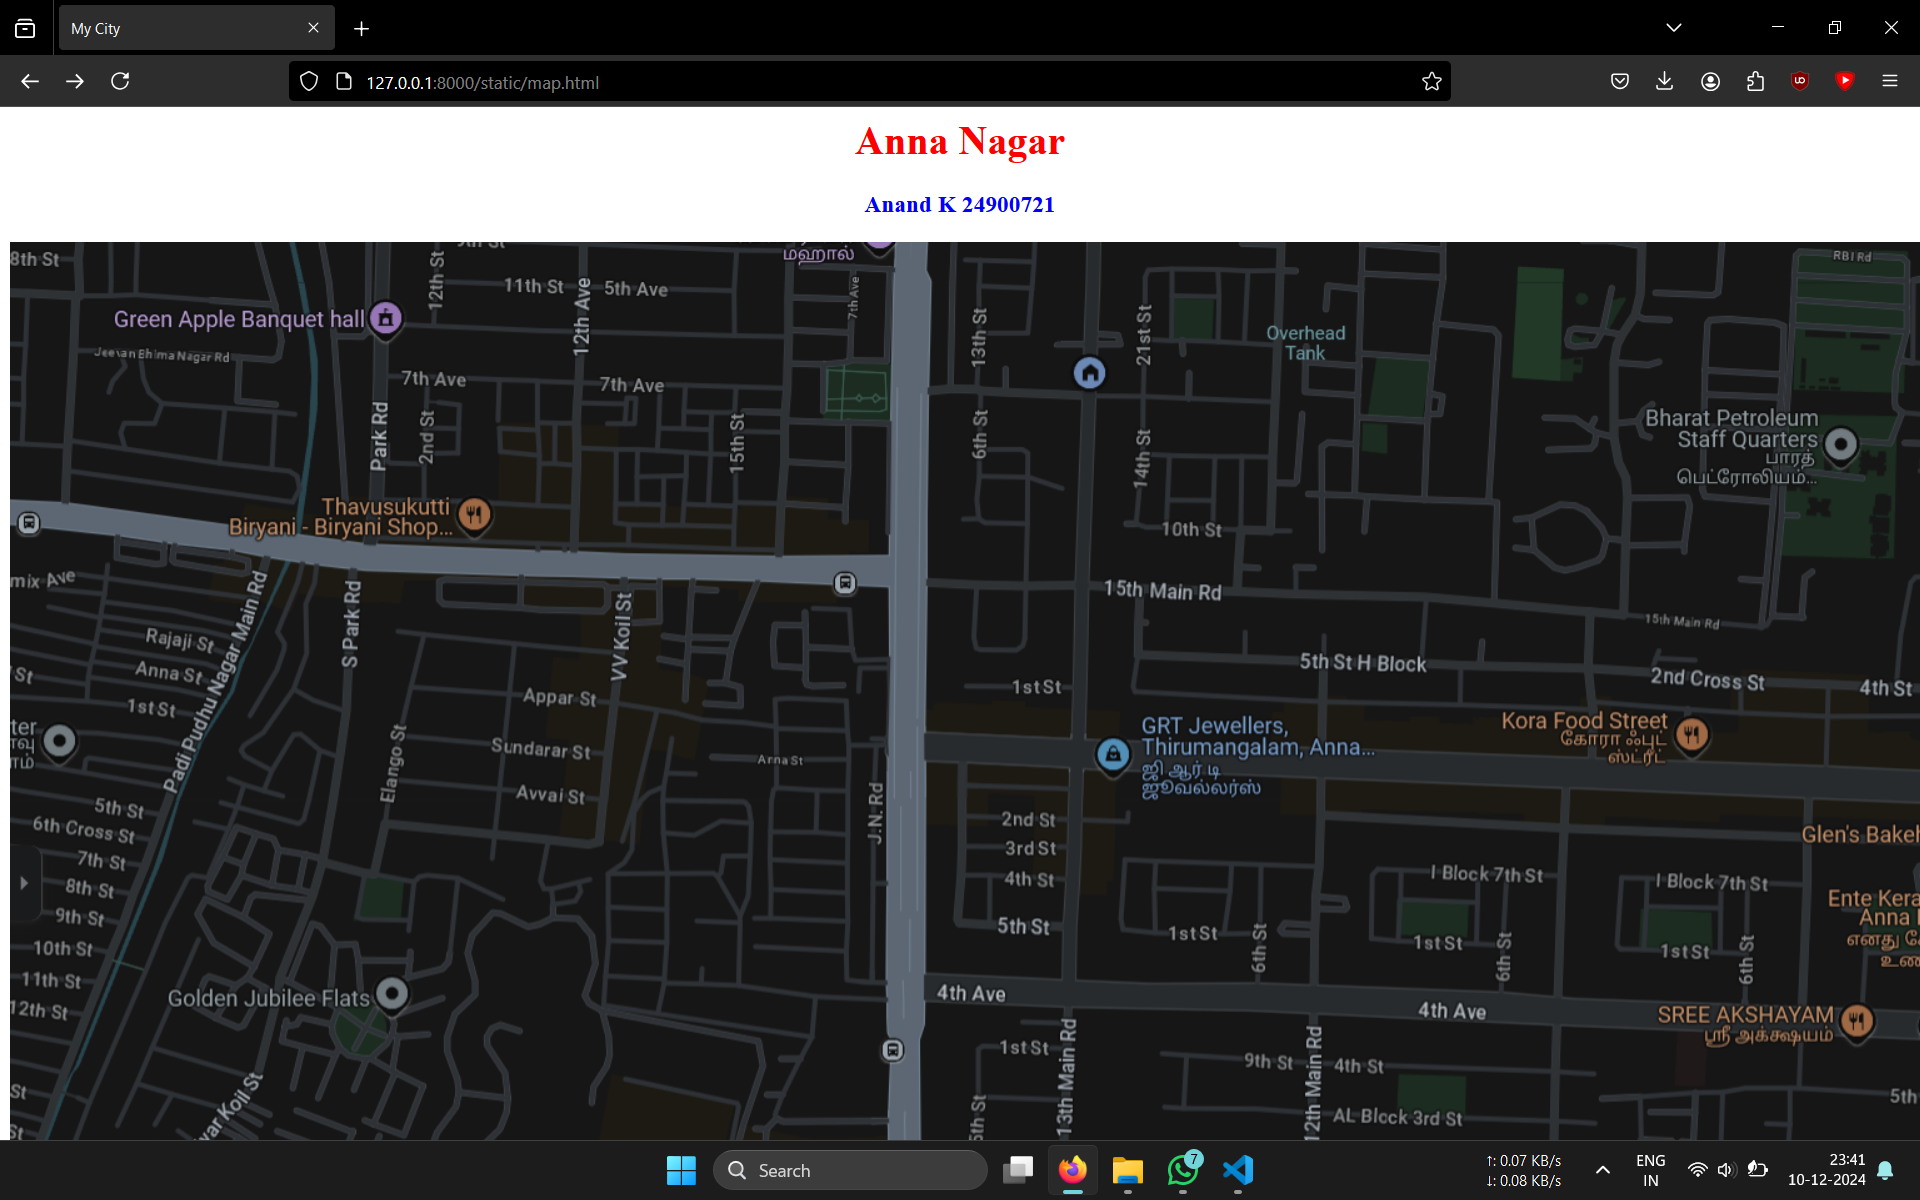 My City
127.0.0.1:8000/static/map.html
Anna Nagar
Anand K 24900721
8th St
12th St
11th St
5th Ave
12th Ave
மஹால்
7th Ave
RBI Rd
Green Apple Banquet hall
Jeevan Bhima Nagar Rd
13th St
21st St
Overhead
Tank
7th Ave
7th Ave
Park Rd
2nd St
15th St
6th St
14th St
Bharat Petroleum
Staff Quarters
பாரத்
பெட்ரோலியம்...
Thavusukutti
Biryani - Biryani Shop...
10th St
mix Ave
15th Main Rd
15th Main Rd
Rajaji St
Anna St
1st St
Padi Pudhu Nagar Main Rd
S Park Rd
VV Koil St
5th St H Block
2nd Cross St
4th St
St
Appar St
1st St
Sundarar St
Elango St
Arna St
Avvai St
J.N. Rd
GRT Jewellers,
Thirumangalam, Anna...
ஜி ஆர் டி
ஜூவல்லர்ஸ்
Kora Food Street
கோரா ஃபுட்
ஸ்ட்ரீட்
5th St
6th Cross St
7th St
8th St
9th St
10th St
11th St
12th St
2nd St
3rd St
4th St
5th St
Glen's Bakeh
I Block 7th St
I Block 7th St
Ente Kera
Anna
எனது கே
உண
1st St
6th St
1st St
6th St
1st St
6th St
Golden Jubilee Flats
4th Ave
4th Ave
SREE AKSHAYAM
ஸ்ரீ அக்க்ஷயம்
1st St
13th Main Rd
9th St
12th Main Rd
4th St
AL Block 3rd St
5th
St
St
war Koil St
Search
7
↑: 0.07 KB/s
↓: 0.08 KB/s
ENG
IN
23:41
10-12-2024